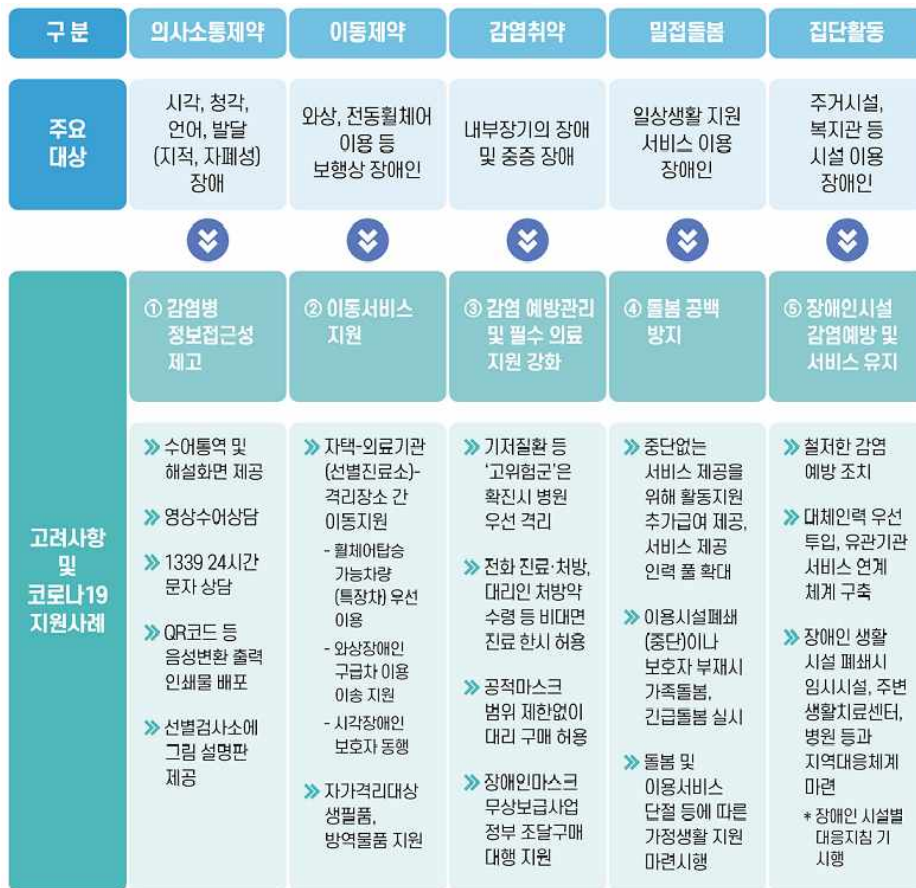 구 분
의사소통제약
이동제약
감염취약
밀접돌봄
집단활동
주요
대상
시각, 청각,
언어, 발달
(지적, 자폐성)
장애
와상, 전동휠체어
이용 등
보행상 장애인
내부장기의 장애
및 중증 장애
일상생활 지원
서비스 이용
장애인
주거시설,
복지관 등
시설 이용
장애인
고려사항
및
코로나19
지원사례
① 감염병
정보접근성
제고
② 이동서비스
지원
③ 감염 예방관리
및 필수 의료
지원 강화
④ 돌봄 공백
방지
⑤ 장애인시설
감염예방 및
서비스 유지
수어통역 및
해설화면 제공
영상수어상담
1339 24시간
문자 상담
QR코드 등
음성변환 출력
인쇄물 배포
선별검사소에
그림 설명판
제공
자택-의료기관
(선별진료소)-
격리장소 간
이동지원
- 휠체어탑승
가능차량
(특장차) 우선
이용
- 와상장애인
구급차 이용
이송 지원
- 시각장애인
보호자 동행
자가격리대상
생필품,
방역물품 지원
기저질환 등
‘고위험군’은
확진시 병원
우선 격리
전화 진료·처방,
대리인 처방약
수령 등 비대면
진료 한시 허용
공적마스크
범위 제한없이
대리 구매 허용
장애인마스크
무상보급사업
정부 조달구매
대행 지원
중단없는
서비스 제공을
위해 활동지원
추가급여 제공,
서비스 제공
인력 풀 확대
이용시설폐쇄
(중단)이나
보호자 부재시
가족돌봄,
긴급돌봄 실시
돌봄 및
이용서비스
단절 등에 따른
가정생활 지원
마련시행
철저한 감염
예방 조치
대체인력 우선
투입, 유관기관
서비스 연계
체계 구축
장애인 생활
시설 폐쇄시
임시시설, 주변
생활치료센터,
병원 등과
지역대응체계
마련
* 장애인 시설별
대응지침 기
시행